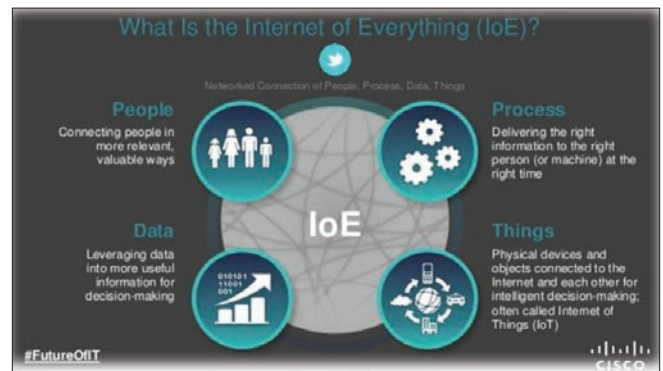 What Is the Internet of Everything (IoE)?
Networked Connection of People, Process, Data, Things
People
Connecting people in
more relevant,
valuable ways
Process
Delivering the right
information to the right
person (or machine) at the
right time
IoE
Data
Leveraging data
into more useful
information for
decision-making
010101
11001
001
Things
Physical devices and
objects connected to the
Internet and each other for
intelligent decision-making;
often called Internet of
Things (IoT)
#FutureOfIT
CISCO